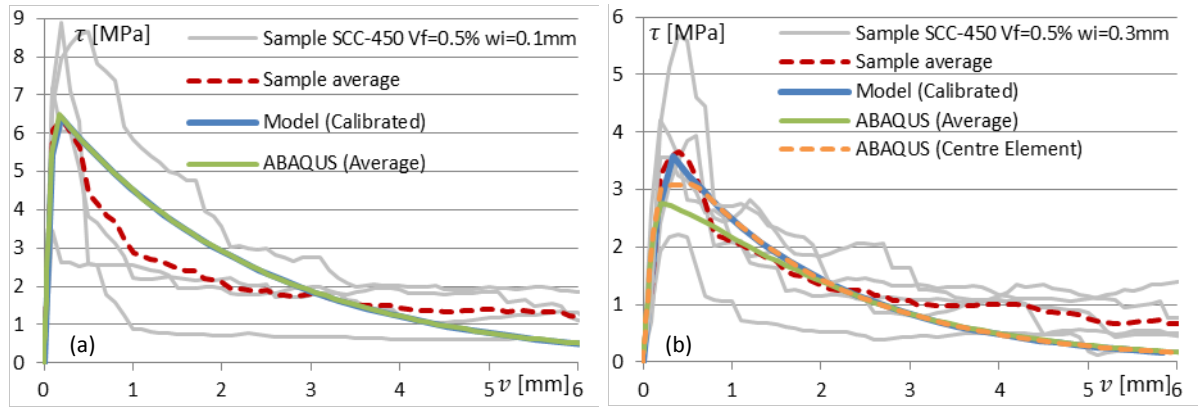 τ [MPa]
9
8
7
6
5
4
3
2
1
0
Sample SCC-450 Vf=0.5% wi=0.1mm
Sample average
Model (Calibrated)
ABAQUS (Average)
(a)
0 1 2 3 4 5 6
v [mm]
τ [MPa]
6
5
4
3
2
1
0
Sample SCC-450 Vf=0.5% wi=0.3mm
Sample average
Model (Calibrated)
ABAQUS (Average)
ABAQUS (Centre Element)
(b)
0 1 2 3 4 5 6
v [mm]